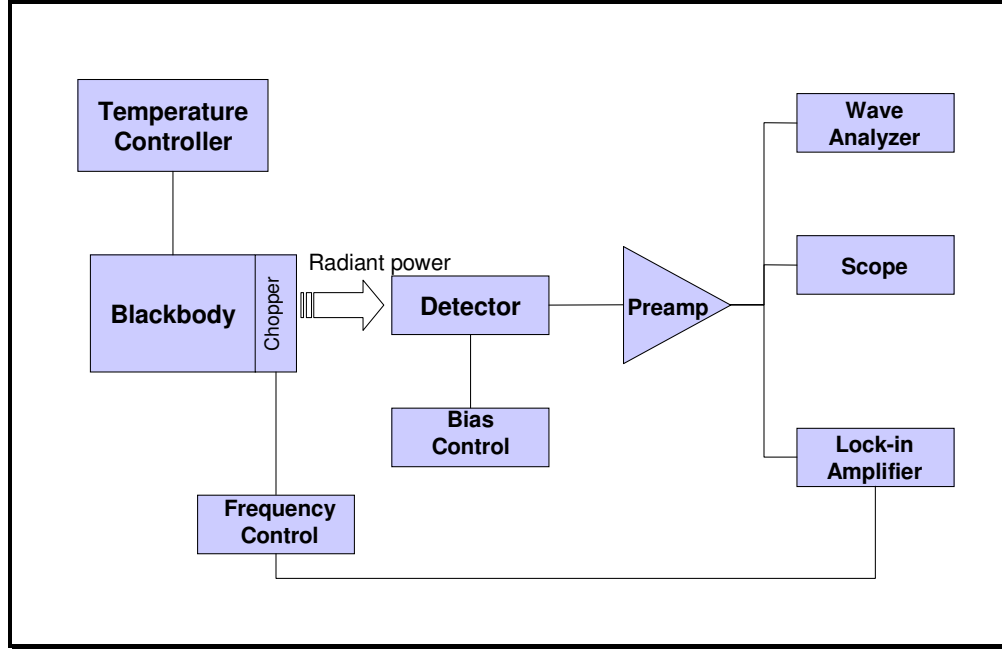 Temperature
Controller
Wave
Analyzer
Blackbody
Chopper
Radiant power
Detector
Preamp
Scope
Bias
Control
Lock-in
Amplifier
Frequency
Control